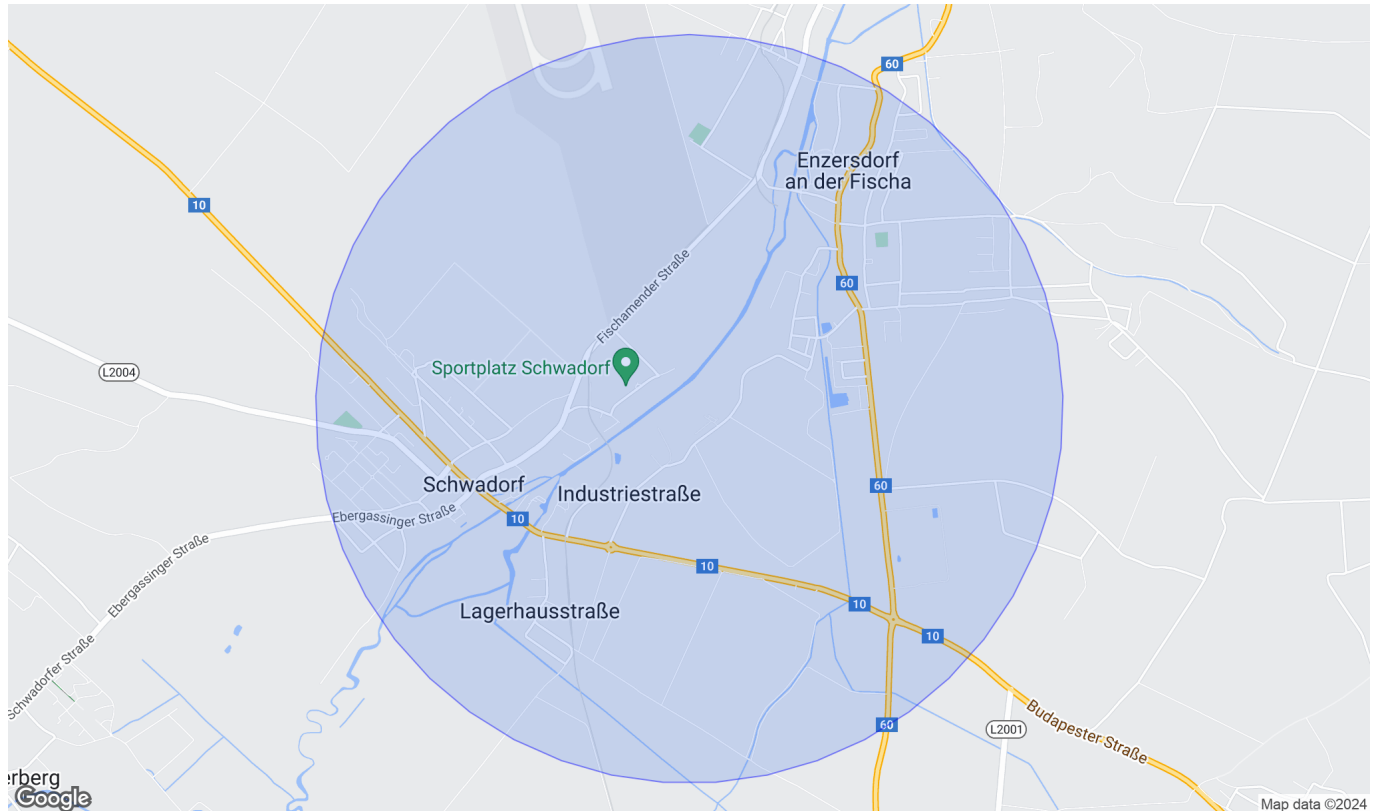 60
Enzersdorf
an der Fischa
10
60
Fischamender Straße
Sportplatz Schwadorf
L2004
Schwadorf
Industriestraße
60
Ebergassinger Straße
10
Ebergassinger Straße
10
10
Lagerhausstraße
10
Schwadorfer Straße
60
L2001
Budapester Straße
erberg
Google
Map data ©2024